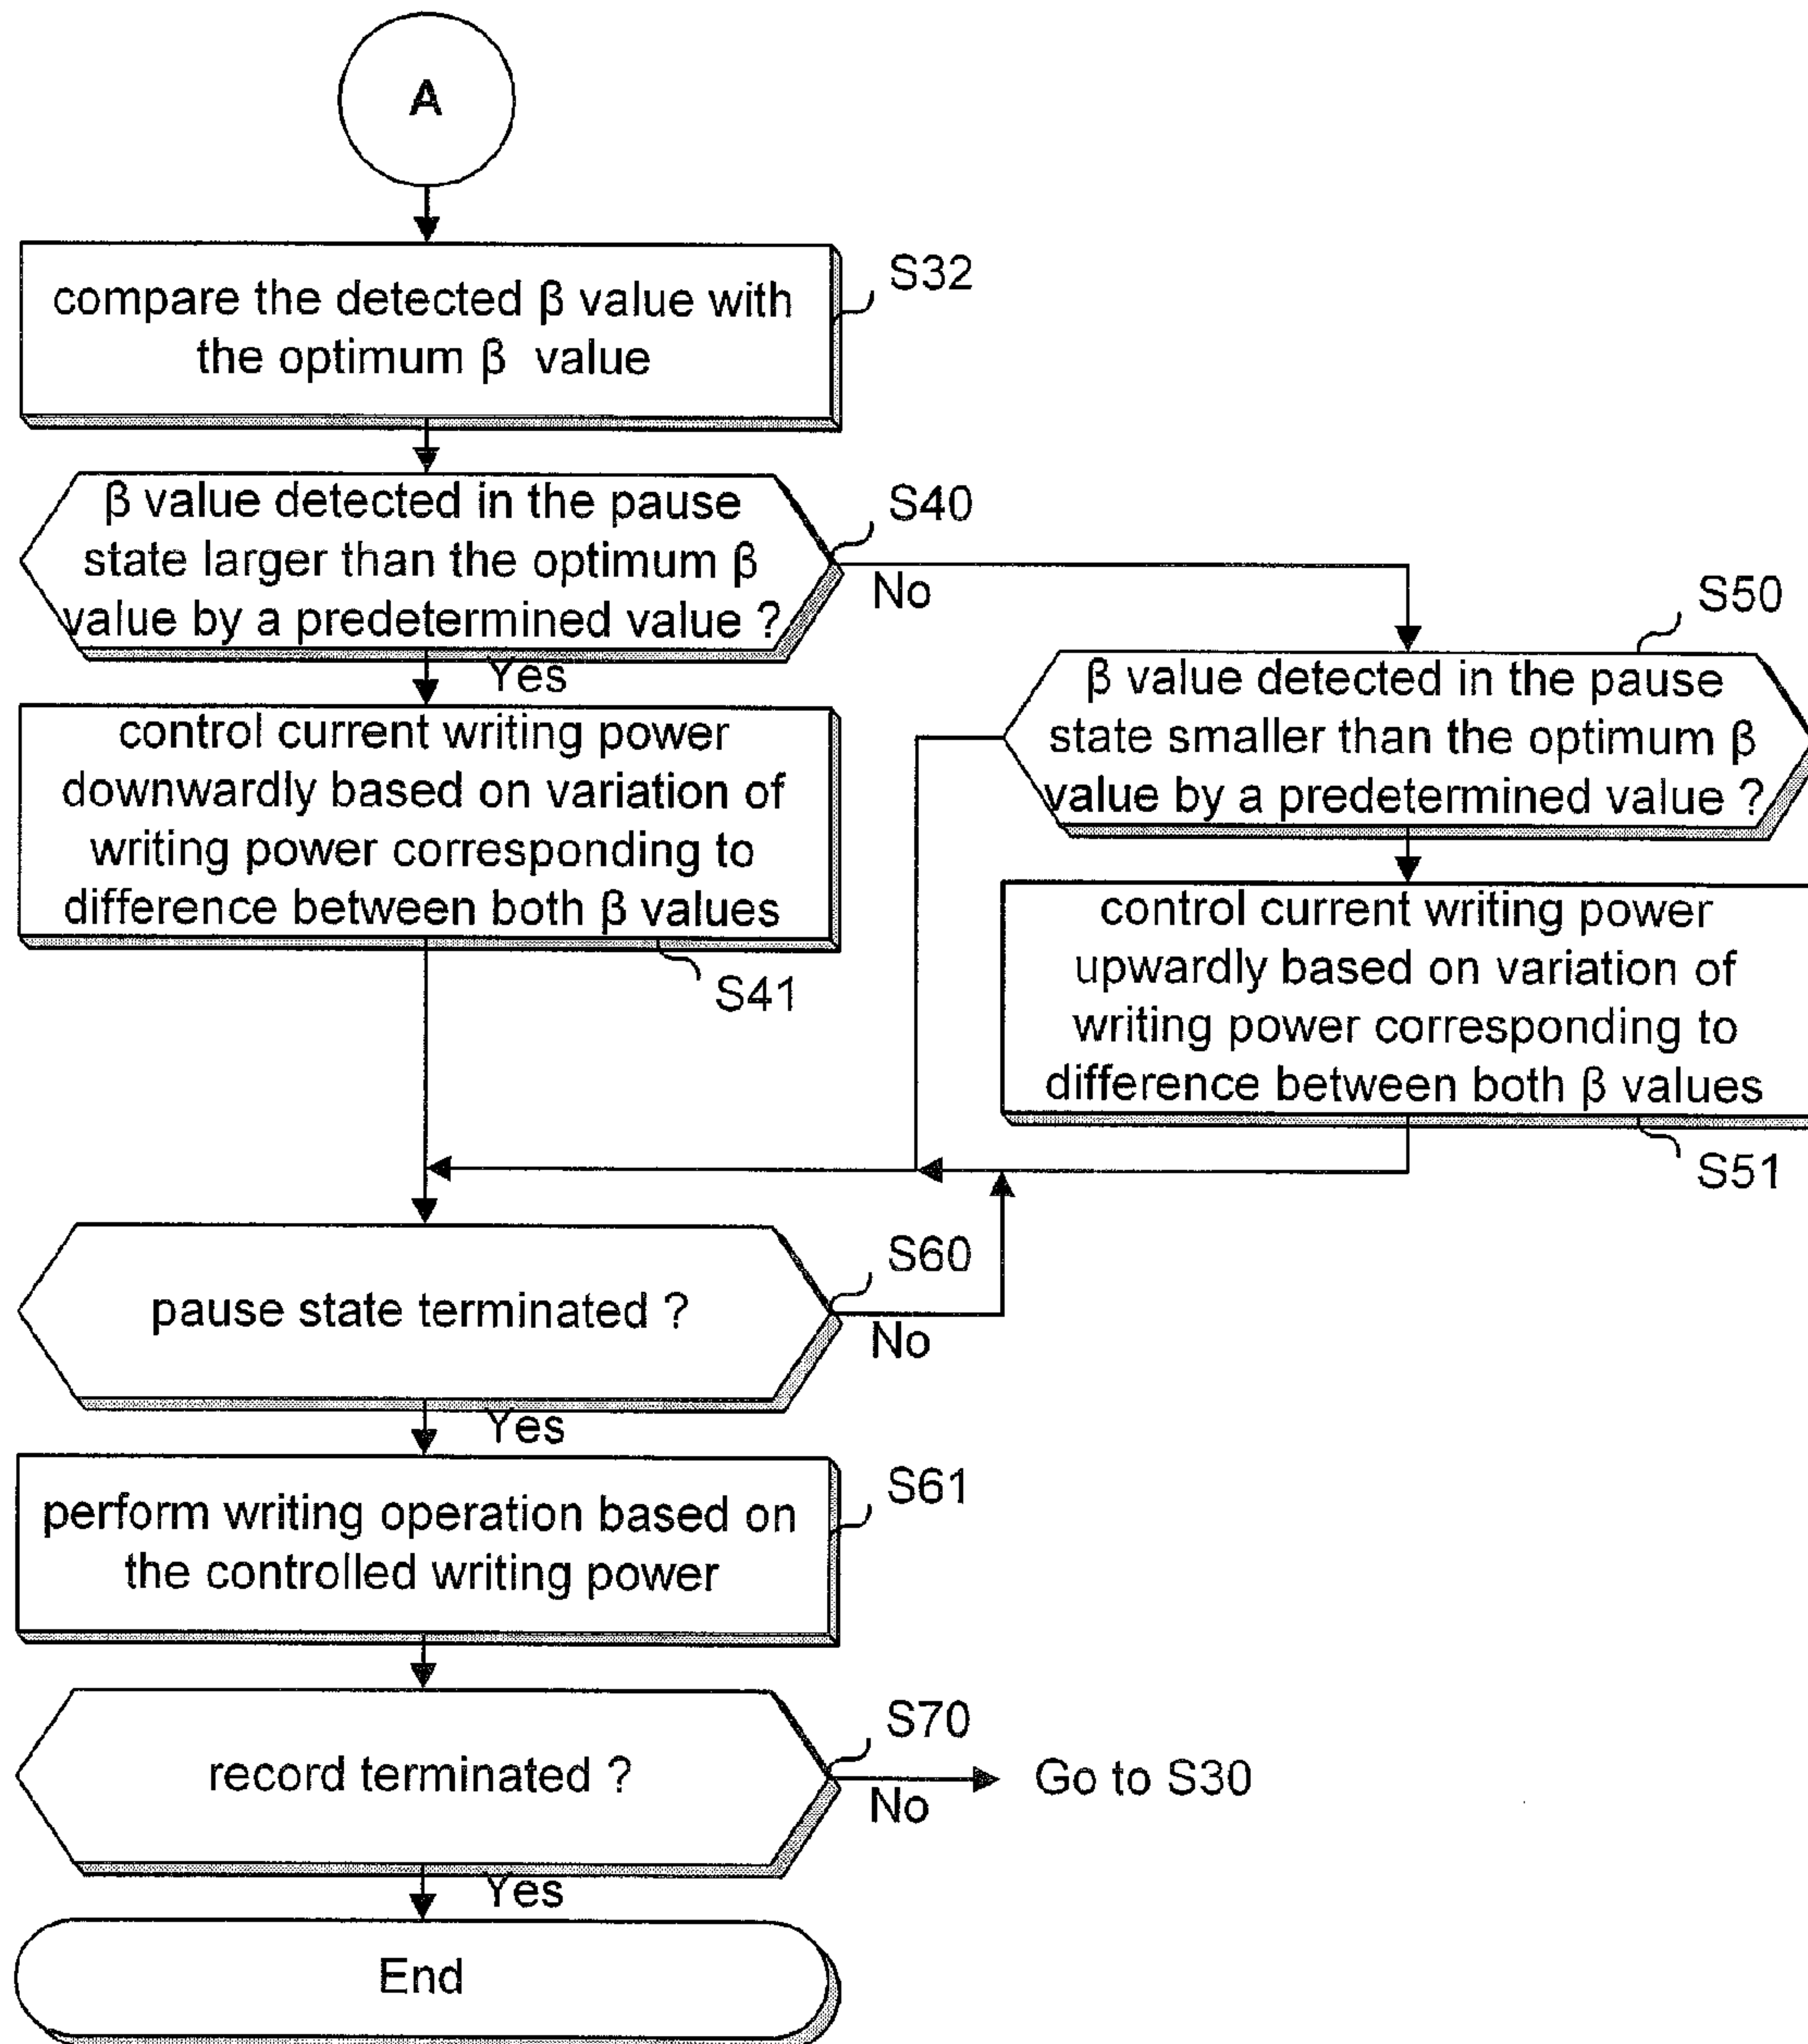 A
compare the detected β value with
the optimum β value
S32
β value detected in the pause
state larger than the optimum β
value by a predetermined value ?
S40
No
Yes
S50
β value detected in the pause
state smaller than the optimum β
value by a predetermined value ?
control current writing power
downwardly based on variation of
writing power corresponding to
difference between both β values
S41
control current writing power
upwardly based on variation of
writing power corresponding to
difference between both β values
S51
pause state terminated ?
S60
No
Yes
perform writing operation based on
the controlled writing power
S61
record terminated ?
S70
No
Go to S30
Yes
End